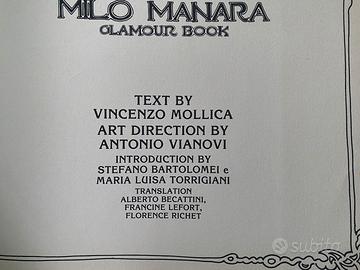 MILO MANARA
GLAMOUR BOOK
TEXT BY
VINCENZO MOLLICA
ART DIRECTION BY
ANTONIO VIANOVI
INTRODUCTION BY
STEFANO BARTOLOMEI e
MARIA LUISA TORRIGIANI
TRANSLATION
ALBERTO BECATTINI,
FRANCINE LEFORT,
FLORENCE RICHET
subito